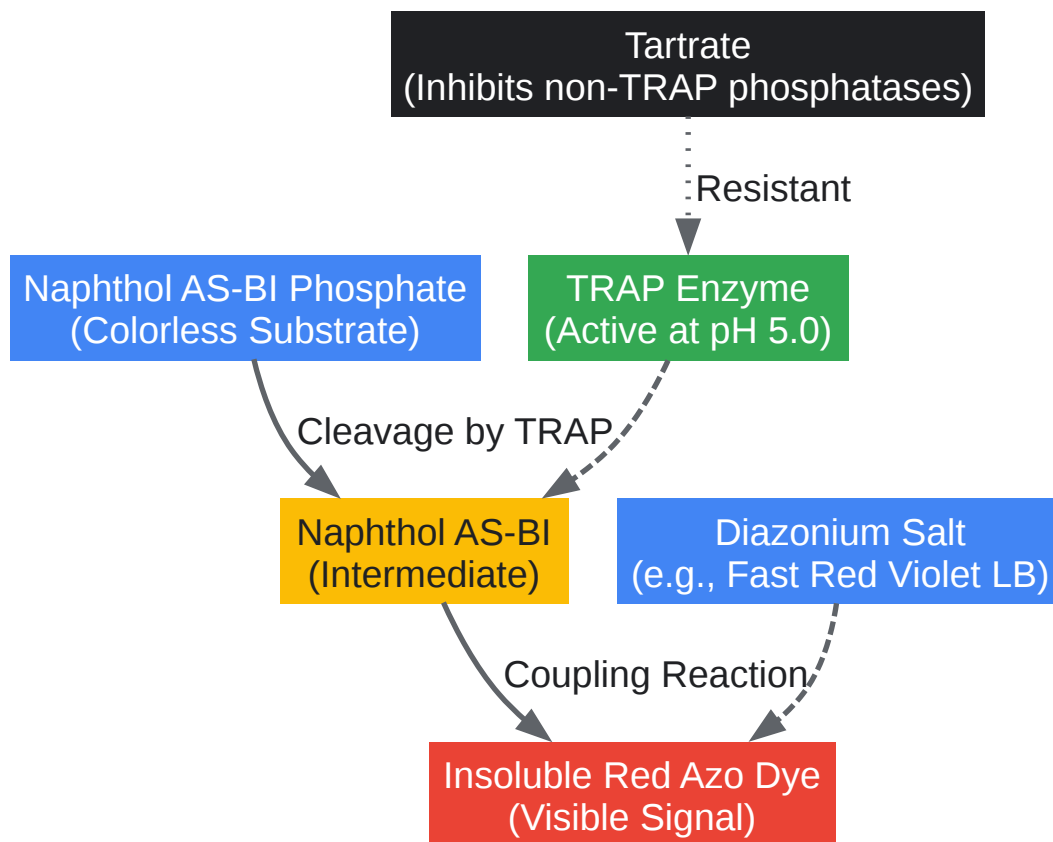 Tartrate
(Inhibits non-TRAP phosphatases)
Resistant
Naphthol AS-BI Phosphate
(Colorless Substrate)
TRAP Enzyme
(Active at pH 5.0)
Cleavage by TRAP
Naphthol AS-BI
(Intermediate)
Diazonium Salt
(e.g., Fast Red Violet LB)
Coupling Reaction
Insoluble Red Azo Dye
(Visible Signal)